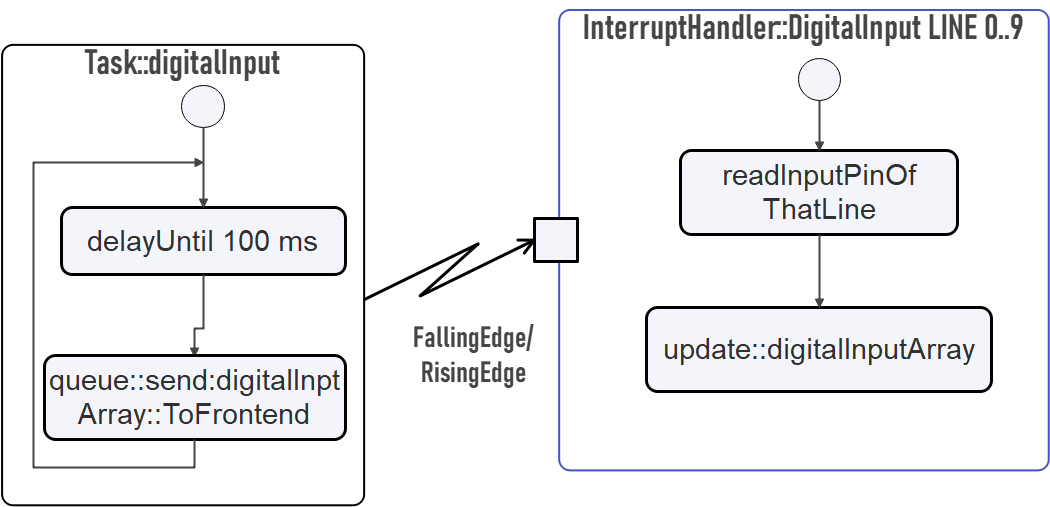 Task::digitalInput
delayUntil 100 ms
queue::send:digitalInpt
Array::ToFrontend
FallingEdge/
RisingEdge
InterruptHandler::DigitalInput LINE 0..9
readInputPinOf
ThatLine
update::digitalInputArray